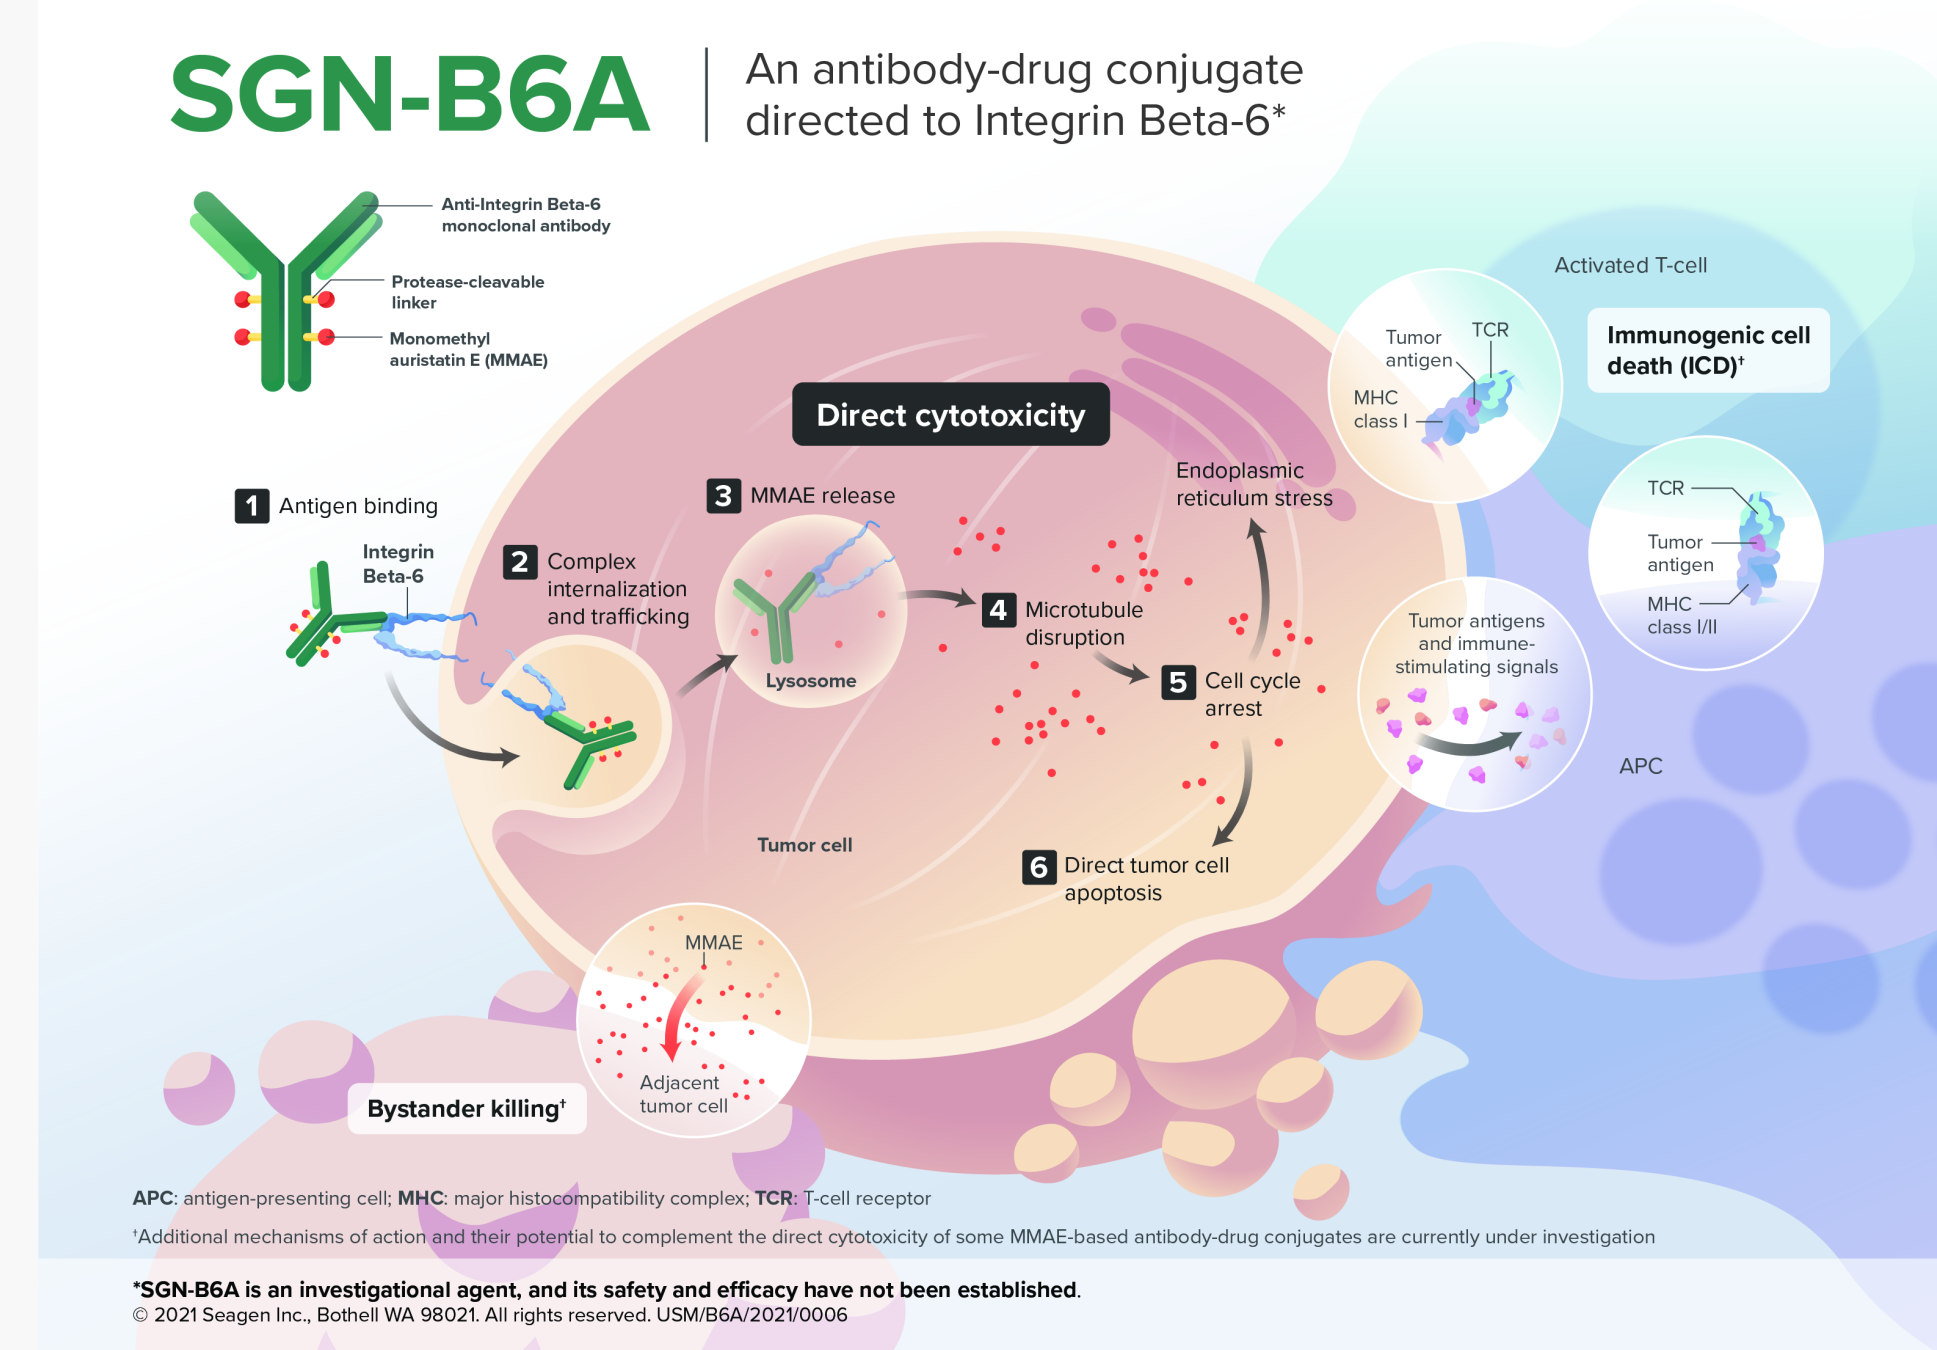 SGN-B6A
An antibody-drug conjugate
directed to Integrin Beta-6*
Anti-Integrin Beta-6
monoclonal antibody
Protease-cleavable
linker
Monomethyl
auristatin E (MMAE)
Direct cytotoxicity
1 Antigen binding
Integrin
Beta-6
2 Complex
internalization
and trafficking
3 MMAE release
Lysosome
4 Microtubule
disruption
5 Cell cycle
arrest
Endoplasmic
reticulum stress
6 Direct tumor cell
apoptosis
Tumor cell
Activated T-cell
Immunogenic cell
death (ICD)†
Tumor
antigen
TCR
MHC
class I
TCR
Tumor
antigen
MHC
class I/II
Tumor antigens
and immune-
stimulating signals
APC
MMAE
Adjacent
tumor cell
Bystander killing†
APC: antigen-presenting cell; MHC: major histocompatibility complex; TCR: T-cell receptor
†Additional mechanisms of action and their potential to complement the direct cytotoxicity of some MMAE-based antibody-drug conjugates are currently under investigation
*SGN-B6A is an investigational agent, and its safety and efficacy have not been established.
© 2021 Seagen Inc., Bothell WA 98021. All rights reserved. USM/B6A/2021/0006